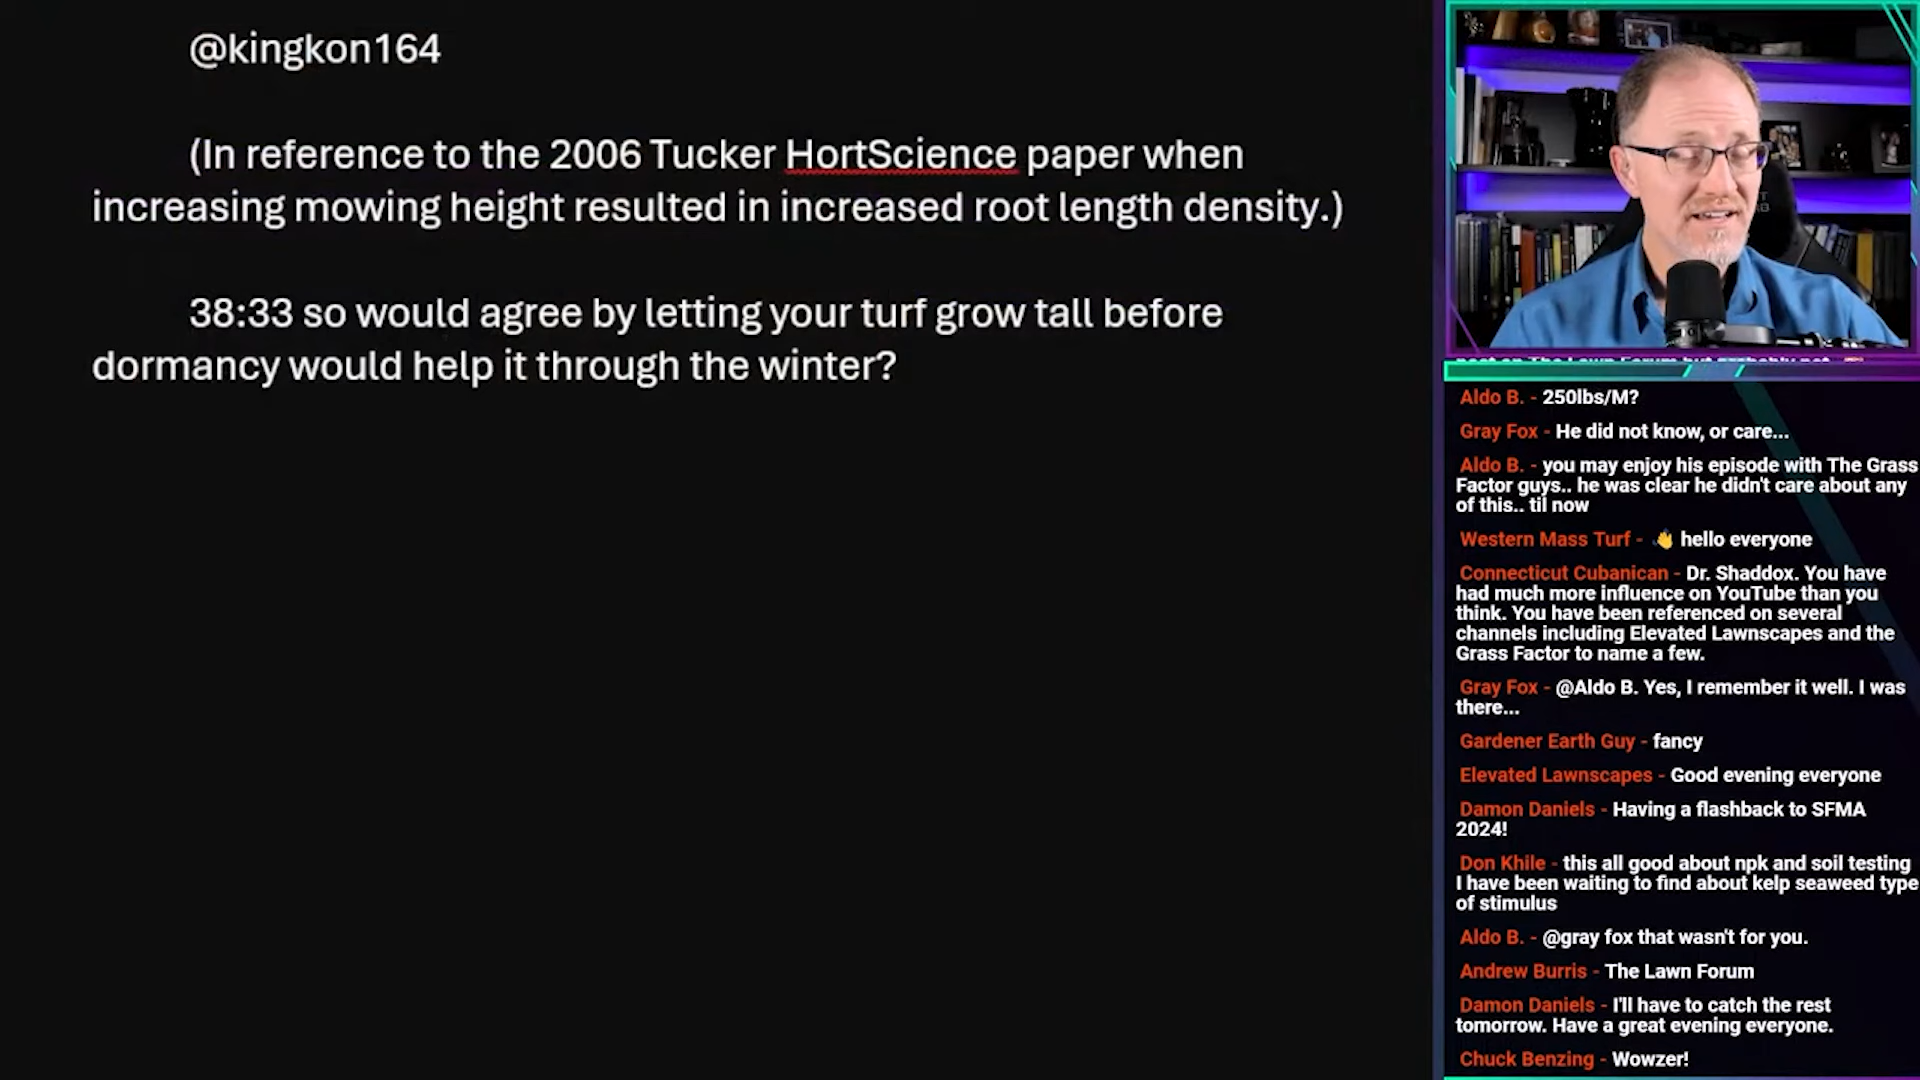 @kingkon164
(In reference to the 2006 Tucker HortScience paper when
increasing mowing height resulted in increased root length density.)
38:33 so would agree by letting your turf grow tall before
dormancy would help it through the winter?
Aldo B. - 250lbs/M?
Gray Fox - He did not know, or care...
Aldo B. - you may enjoy his episode with The Grass
Factor guys.. he was clear he didn't care about any
of this.. til now
Western Mass Turf - 👋 hello everyone
Connecticut Cubanican - Dr. Shaddox. You have
had much more influence on YouTube than you
think. You have been referenced on several
channels including Elevated Lawnscapes and the
Grass Factor to name a few.
Gray Fox - @Aldo B. Yes, I remember it well. I was
there...
Gardener Earth Guy - fancy
Elevated Lawnscapes - Good evening everyone
Damon Daniels - Having a flashback to SFMA
2024!
Don Khile - this all good about npk and soil testing
I have been waiting to find about kelp seaweed type
of stimulus
Aldo B. - @gray fox that wasn't for you.
Andrew Burris - The Lawn Forum
Damon Daniels - I'll have to catch the rest
tomorrow. Have a great evening everyone.
Chuck Benzing - Wowzer!